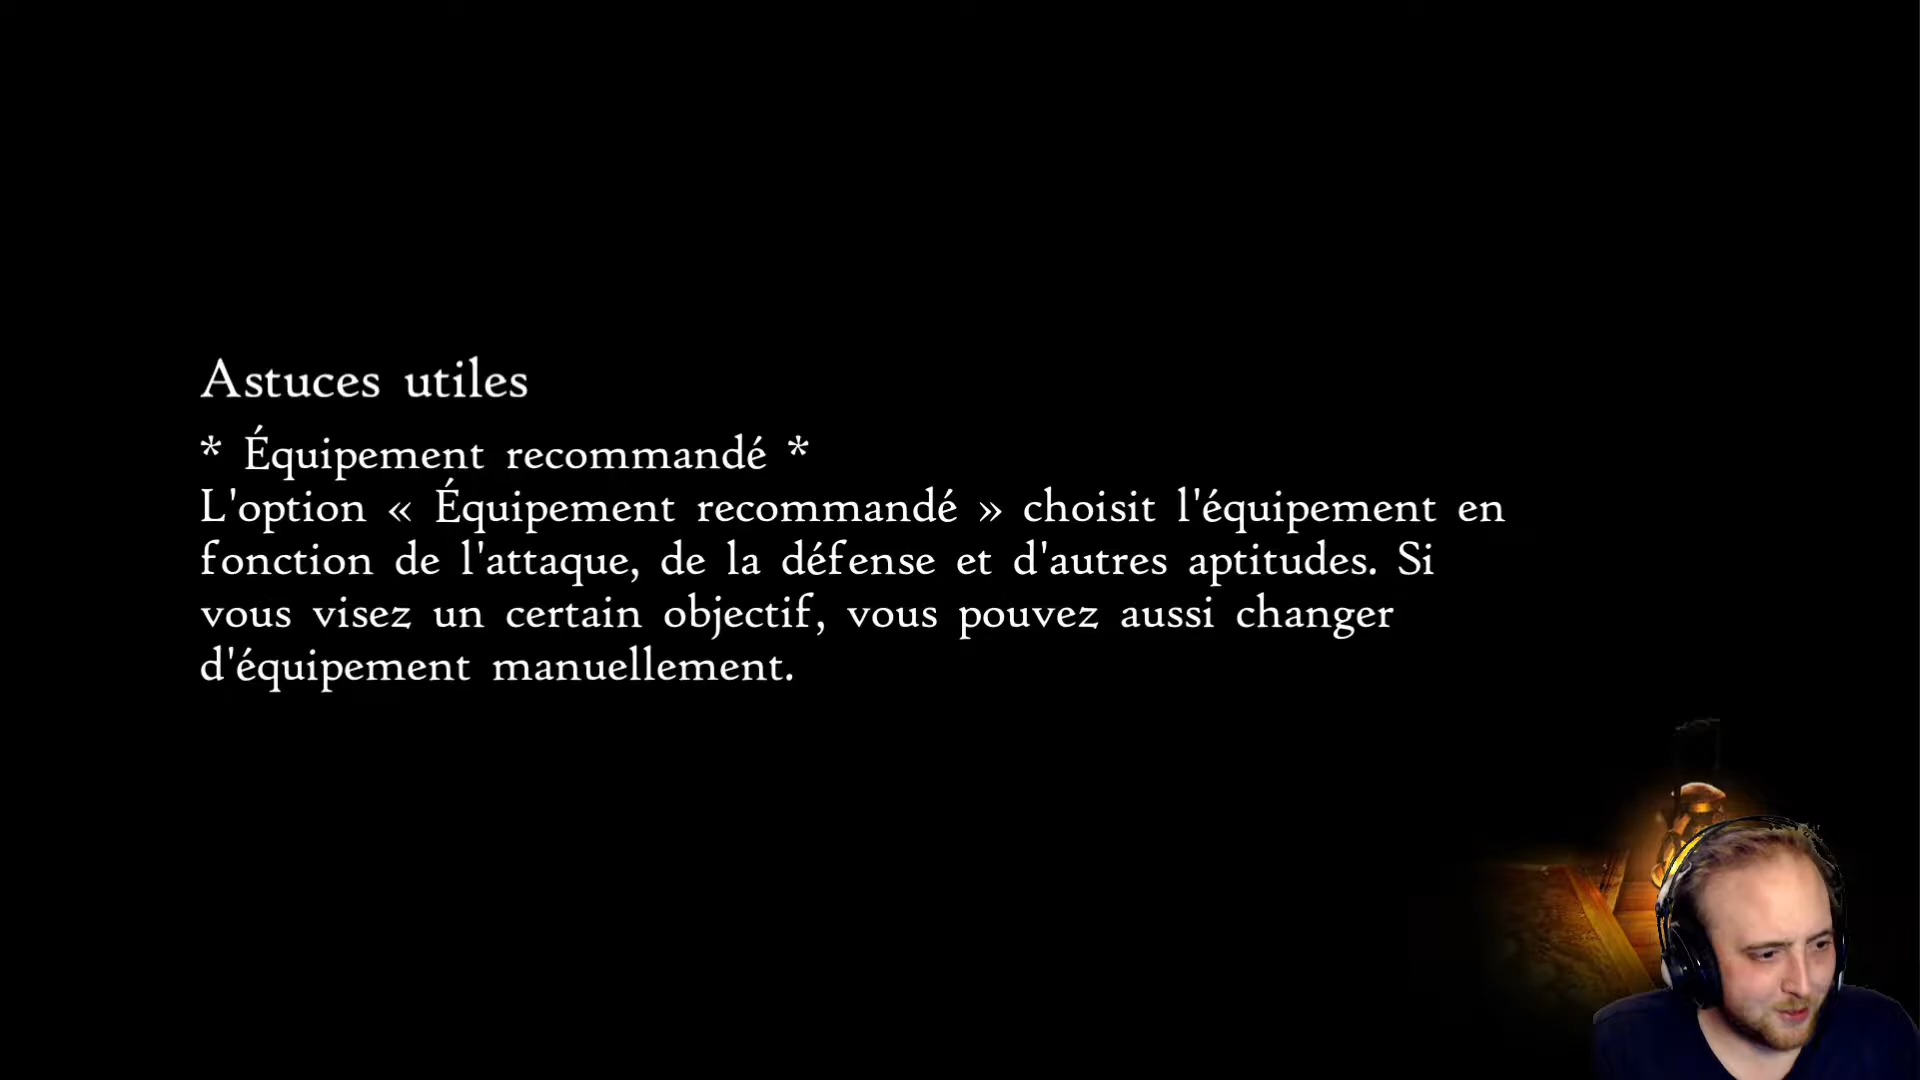 Astuces utiles
* Équipement recommandé *
L'option « Équipement recommandé » choisit l'équipement en
fonction de l'attaque, de la défense et d'autres aptitudes. Si
vous visez un certain objectif, vous pouvez aussi changer
d'équipement manuellement.